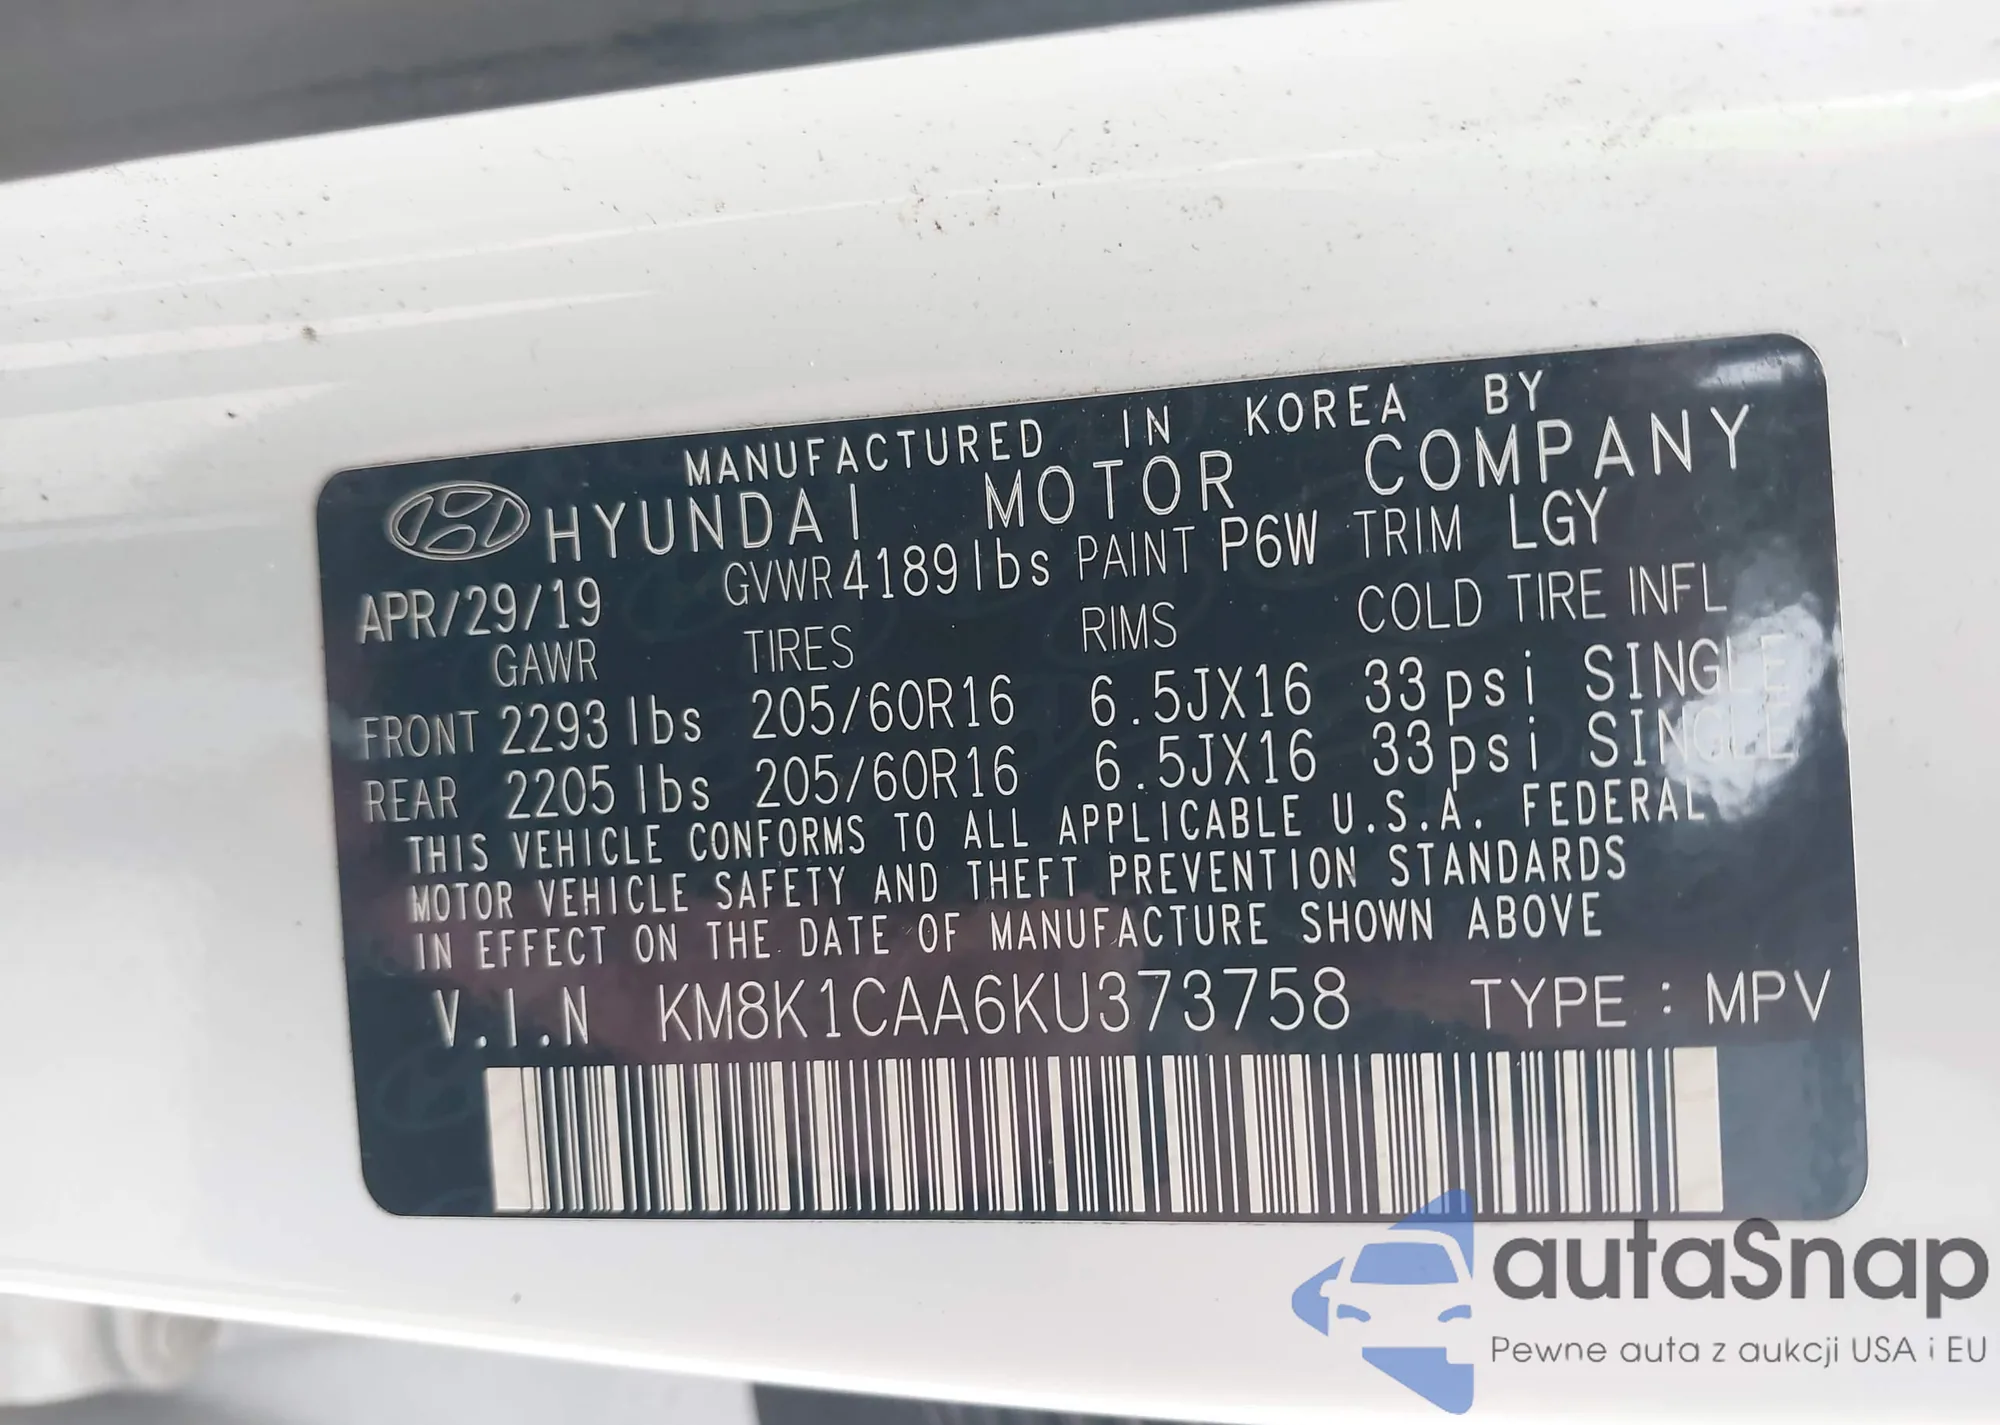 MANUFACTURED IN KOREA BY
HYUNDAI MOTOR COMPANY
APR/29/19 GVWR 4189 lbs PAINT P6W TRIM LGY
GAWR TIRES RIMS COLD TIRE INFL
FRONT 2293 lbs 205/60R16 6.5JX16 33psi SINGLE
REAR 2205 lbs 205/60R16 6.5JX16 33psi SINGLE
THIS VEHICLE CONFORMS TO ALL APPLICABLE U.S.A. FEDERAL
MOTOR VEHICLE SAFETY AND THEFT PREVENTION STANDARDS
IN EFFECT ON THE DATE OF MANUFACTURE SHOWN ABOVE
V.I.N KM8K1CAA6KU373758 TYPE : MPV
autaSnap
Pewne auta z aukcji USA i EU